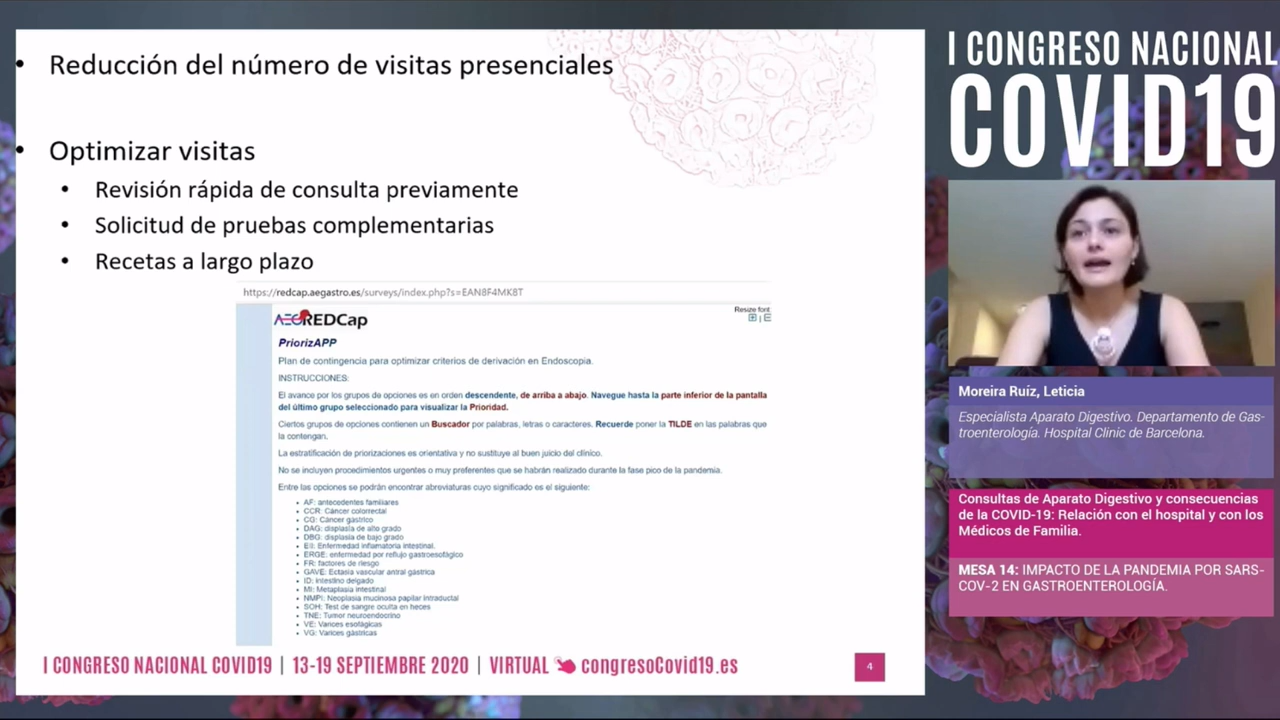 • Reducción del número de visitas presenciales
• Optimizar visitas
• Revisión rápida de consulta previamente
• Solicitud de pruebas complementarias
• Recetas a largo plazo
https://redcap.aegastro.es/surveys/index.php?s=EAN8F4MK8T
AEGREDCap
Resize font:
PriorizAPP
Plan de contingencia para optimizar criterios de derivación en Endoscopia.
INSTRUCCIONES:
El avance por los grupos de opciones es en orden descendente, de arriba a abajo. Navegue hasta la parte inferior de la pantalla
del último grupo seleccionado para visualizar la Prioridad.
Ciertos grupos de opciones contienen un Buscador por palabras, letras o caracteres. Recuerde poner la TILDE en las palabras que
la contengan.
La estratificación de priorizaciones es orientativa y no sustituye al buen juicio del clínico.
No se incluyen procedimientos urgentes o muy preferentes que se habrán realizado durante la fase pico de la pandemia.
Entre las opciones se podrán encontrar abreviaturas cuyo significado es el siguiente:
• AF: antecedentes familiares
• CCR: Cáncer colorrectal
• CG: Cáncer gástrico
• DAG: displasia de alto grado
• DBG: displasia de bajo grado
• EII: Enfermedad inflamatoria intestinal.
• ERGE: enfermedad por reflujo gastroesofágico
• FR: factores de riesgo
• GAVE: Ectasia vascular antral gástrica
• ID: Intestino delgado
• MI: Metaplasia intestinal
• NMPI: Neoplasia mucinosa papilar intraductal
• SOH: Test de sangre oculta en heces
• TNE: Tumor neuroendocrino
• VE: Varices esofágicas
• VG: Varices gástricas
I CONGRESO NACIONAL COVID19 | 13-19 SEPTIEMBRE 2020 | VIRTUAL congresoCovid19.es
4
I CONGRESO NACIONAL
COVID19
Moreira Ruíz, Leticia
Especialista Aparato Digestivo. Departamento de Gas-
troenterología. Hospital Clinic de Barcelona.
Consultas de Aparato Digestivo y consecuencias
de la COVID-19: Relación con el hospital y con los
Médicos de Familia.
MESA 14: IMPACTO DE LA PANDEMIA POR SARS-
COV-2 EN GASTROENTEROLOGÍA.